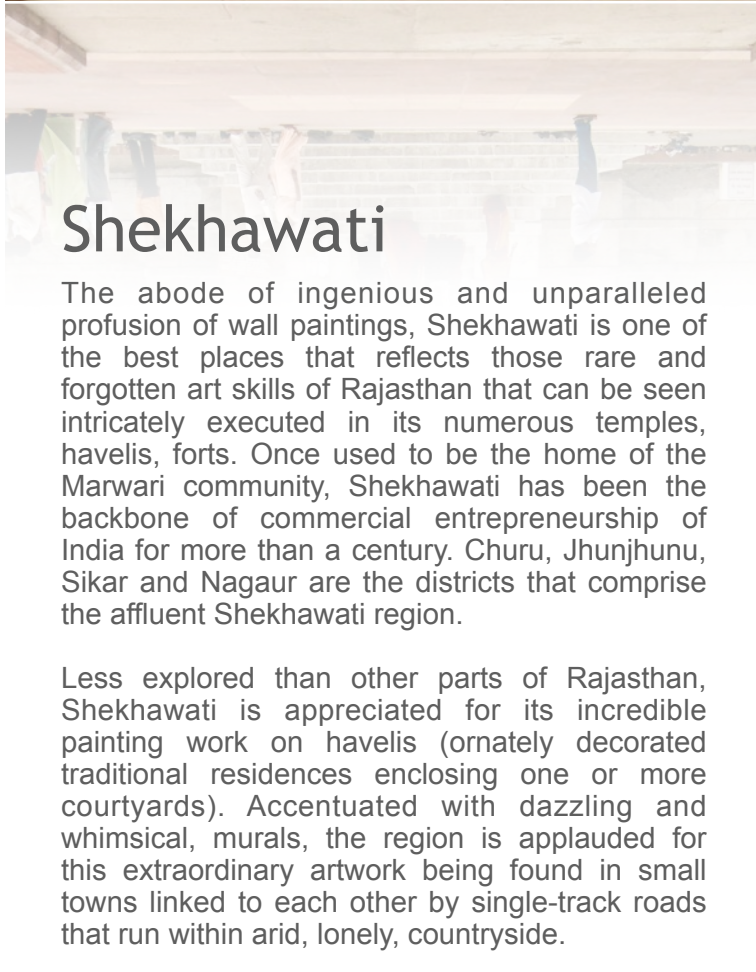 Shekhawati
The abode of ingenious and unparalleled
profusion of wall paintings, Shekhawati is one of
the best places that reflects those rare and
forgotten art skills of Rajasthan that can be seen
intricately executed in its numerous temples,
havelis, forts. Once used to be the home of the
Marwari community, Shekhawati has been the
backbone of commercial entrepreneurship of
India for more than a century. Churu, Jhunjhunu,
Sikar and Nagaur are the districts that comprise
the affluent Shekhawati region.
Less explored than other parts of Rajasthan,
Shekhawati is appreciated for its incredible
painting work on havelis (ornately decorated
traditional residences enclosing one or more
courtyards). Accentuated with dazzling and
whimsical, murals, the region is applauded for
this extraordinary artwork being found in small
towns linked to each other by single-track roads
that run within arid, lonely, countryside.